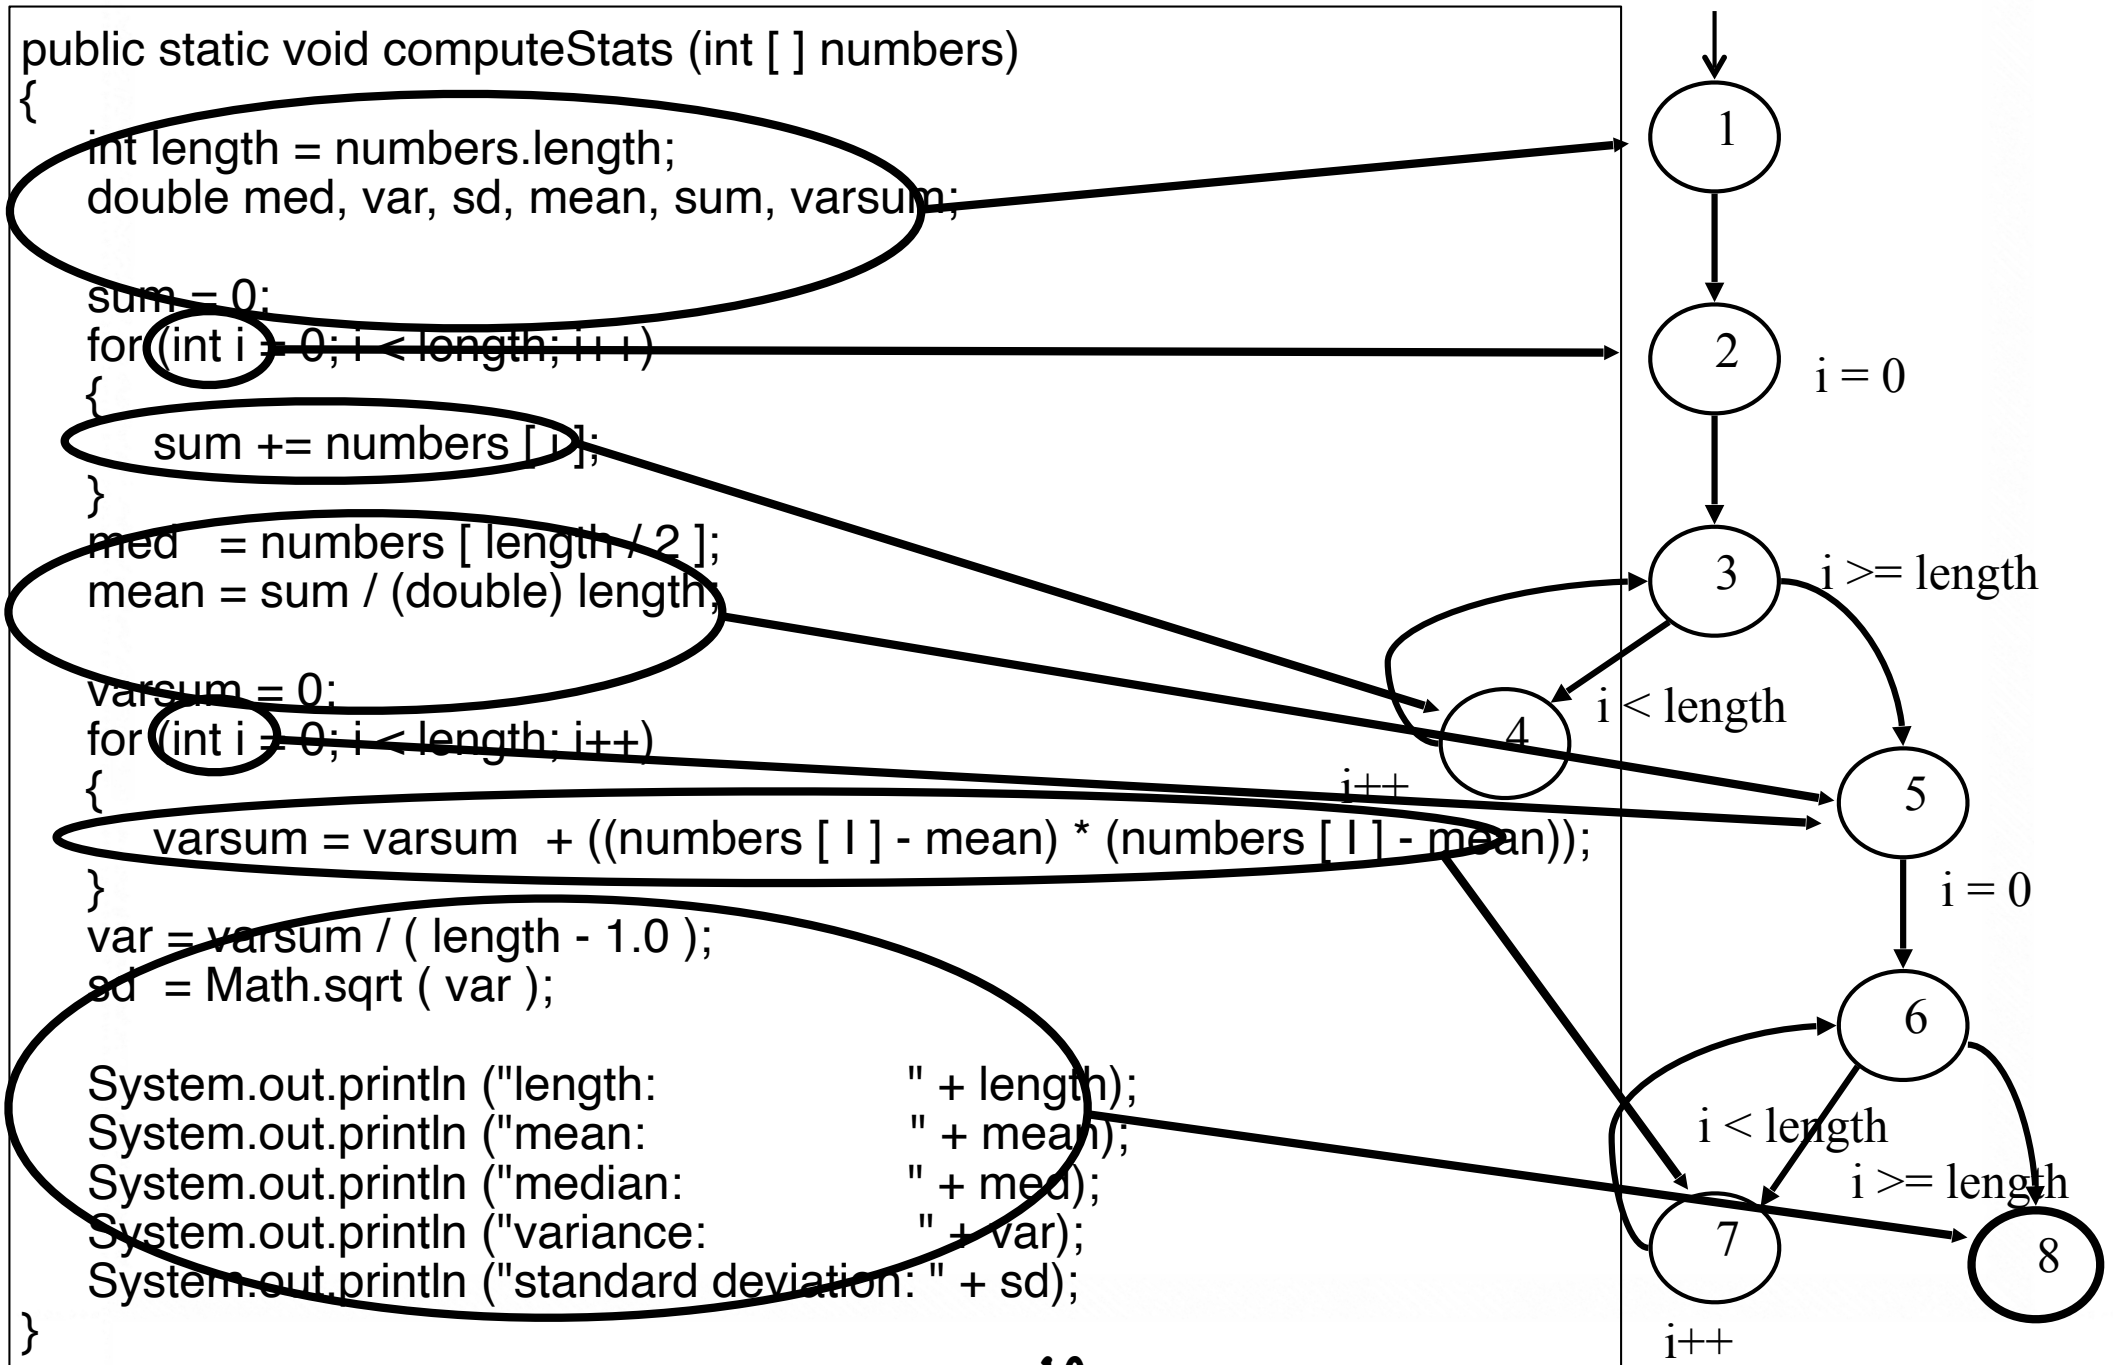 public static void computeStats (int [ ] numbers)
{
int length = numbers.length;
double med, var, sd, mean, sum, varsum;
sum = 0;
for (int i = 0; i < length; i++)
{
sum += numbers [ i ];
}
med = numbers [ length / 2 ];
mean = sum / (double) length;
varsum = 0;
for (int i = 0; i < length; i++)
{
varsum = varsum + ((numbers [ I ] - mean) * (numbers [ I ] - mean));
}
var = varsum / ( length - 1.0 );
sd = Math.sqrt ( var );
System.out.println ("length: " + length);
System.out.println ("mean: " + mean);
System.out.println ("median: " + med);
System.out.println ("variance: " + var);
System.out.println ("standard deviation: " + sd);
}
1
2
i = 0
3
i >= length
i < length
4
i++
5
i = 0
6
i < length
i >= length
7
8
i++